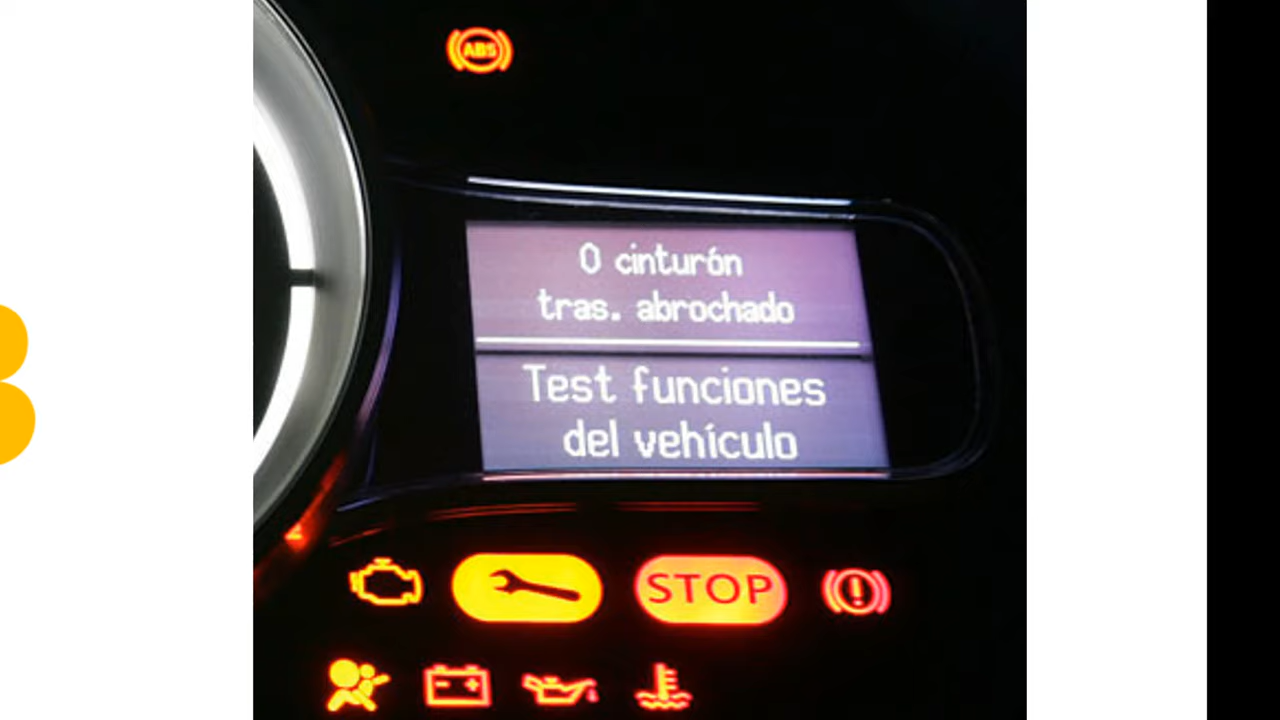 ABS
0 cinturón
tras. abrochado
Test funciones
del vehículo
STOP